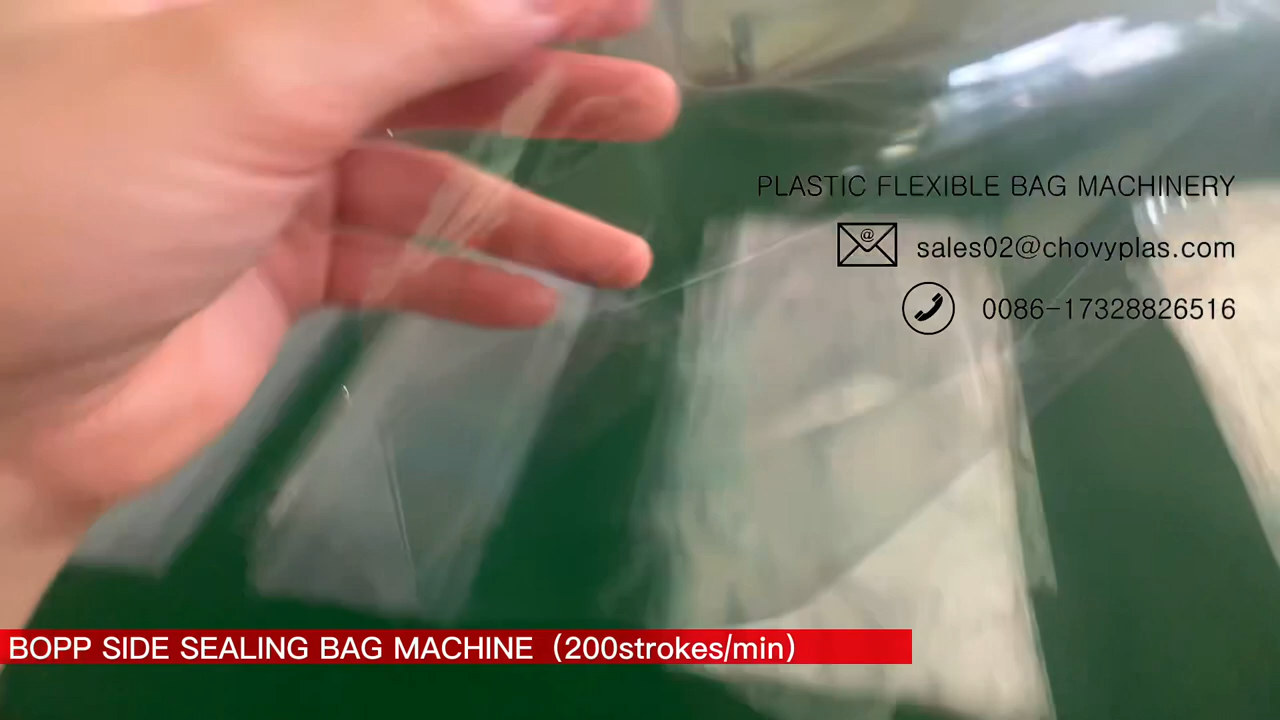 PLASTIC FLEXIBLE BAG MACHINERY
sales02@chovyplas.com
0086-17328826516
BOPP SIDE SEALING BAG MACHINE（200strokes/min）